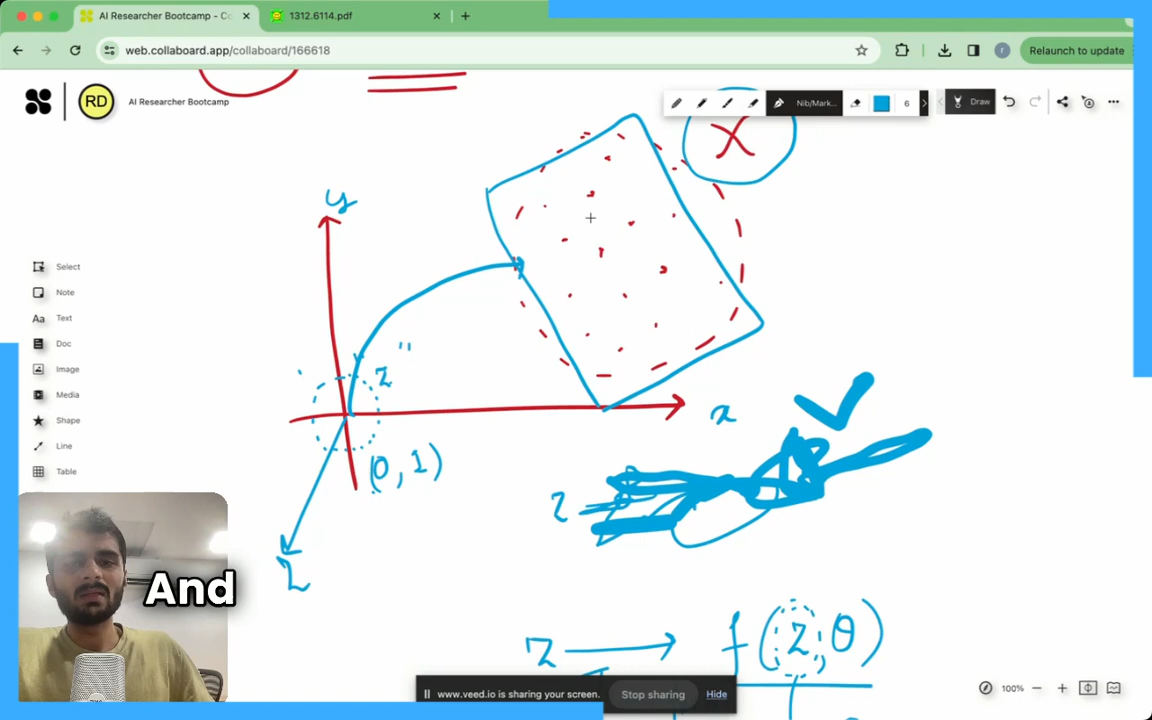 AI Researcher Bootcamp - Co
1312.6114.pdf
web.collaboard.app/collaboard/166618
Relaunch to update
RD
AI Researcher Bootcamp
Nib/Mark...
6
Draw
X
y
Select
Note
Text
Doc
Image
Media
Shape
Line
Table
z
x
(0, 1)
z
z
And
z
f(z; θ)
www.veed.io is sharing your screen.
Stop sharing
Hide
100%